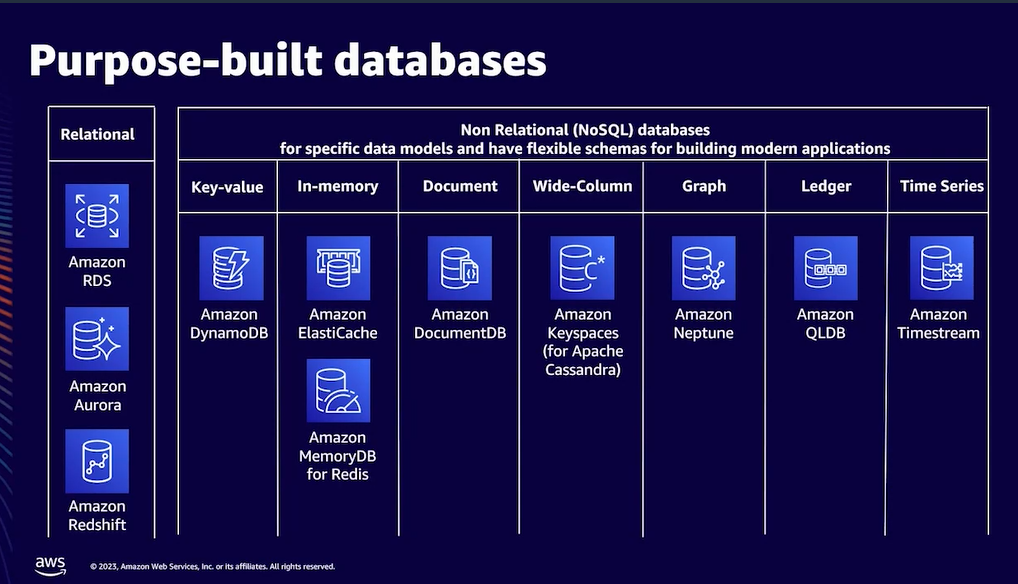 Purpose-built databases
Relational
Non Relational (NoSQL) databases
for specific data models and have flexible schemas for building modern applications
Key-value
In-memory
Document
Wide-Column
Graph
Ledger
Time Series
Amazon
RDS
Amazon
Aurora
Amazon
Redshift
Amazon
DynamoDB
Amazon
ElastiCache
Amazon
MemoryDB
for Redis
{}
Amazon
DocumentDB
C*
Amazon
Keyspaces
(for Apache
Cassandra)
Amazon
Neptune
Amazon
QLDB
Amazon
Timestream
aws
© 2023, Amazon Web Services, Inc. or its affiliates. All rights reserved.